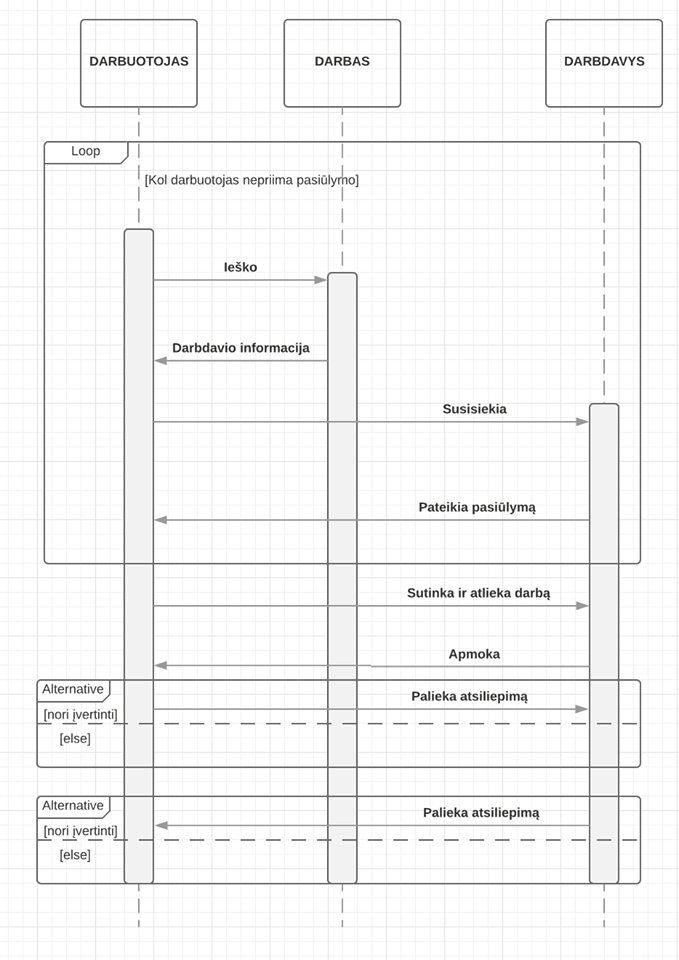 DARBUOTOJAS
DARBAS
DARBDAVYS
Loop
[Kol darbuotojas nepriima pasiūlymo]
Ieško
Darbdavio informacija
Susisiekia
Pateikia pasiūlymą
Sutinka ir atlieka darbą
Apmoka
Alternative
Palieka atsiliepimą
[nori įvertinti]
[else]
Alternative
Palieka atsiliepimą
[nori įvertinti]
[else]